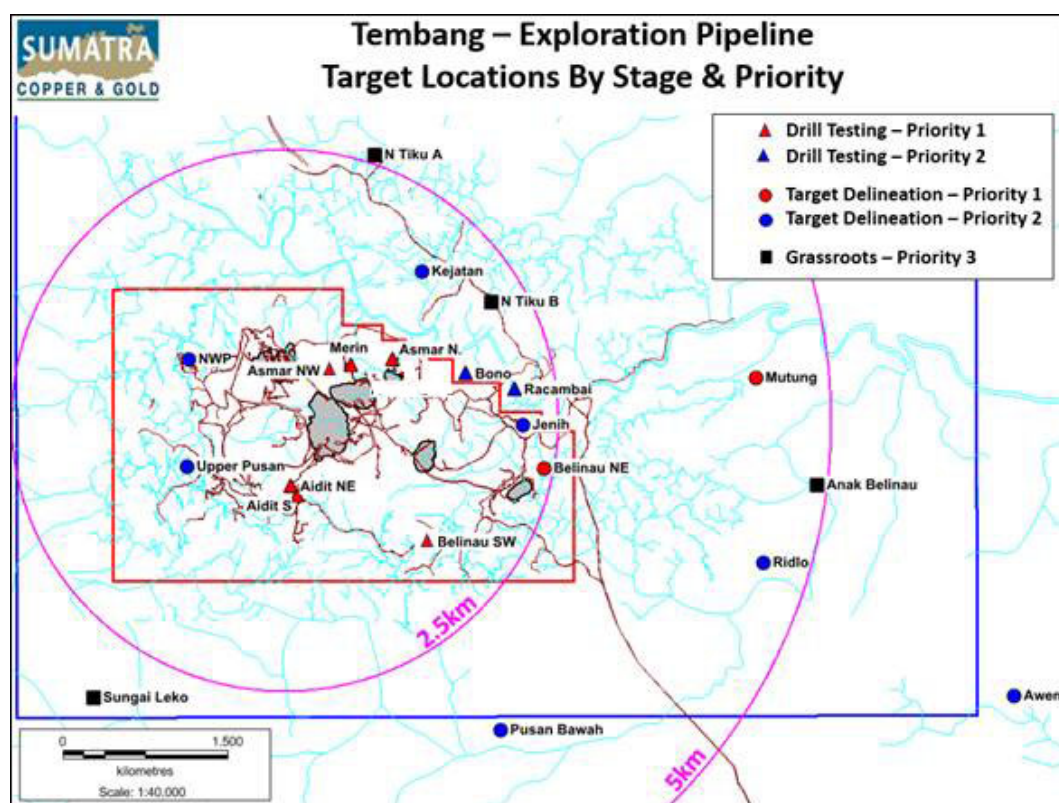 SUMATRA
COPPER & GOLD
Tembang – Exploration Pipeline
Target Locations By Stage & Priority
Drill Testing – Priority 1
Drill Testing – Priority 2
Target Delineation – Priority 1
Target Delineation – Priority 2
Grassroots – Priority 3
N Tiku A
Kejatan
N Tiku B
NWP
Asmar NW
Merin
Asmar N.
Bono
Racambai
Mutung
Jenih
Upper Pusan
Belinau NE
Aidit NE
Aidit S
Anak Belinau
Belinau SW
Ridlo
2.5km
Sungai Leko
Awen
Pusan Bawah
5km
0 1,500
kilometres
Scale: 1:40,000